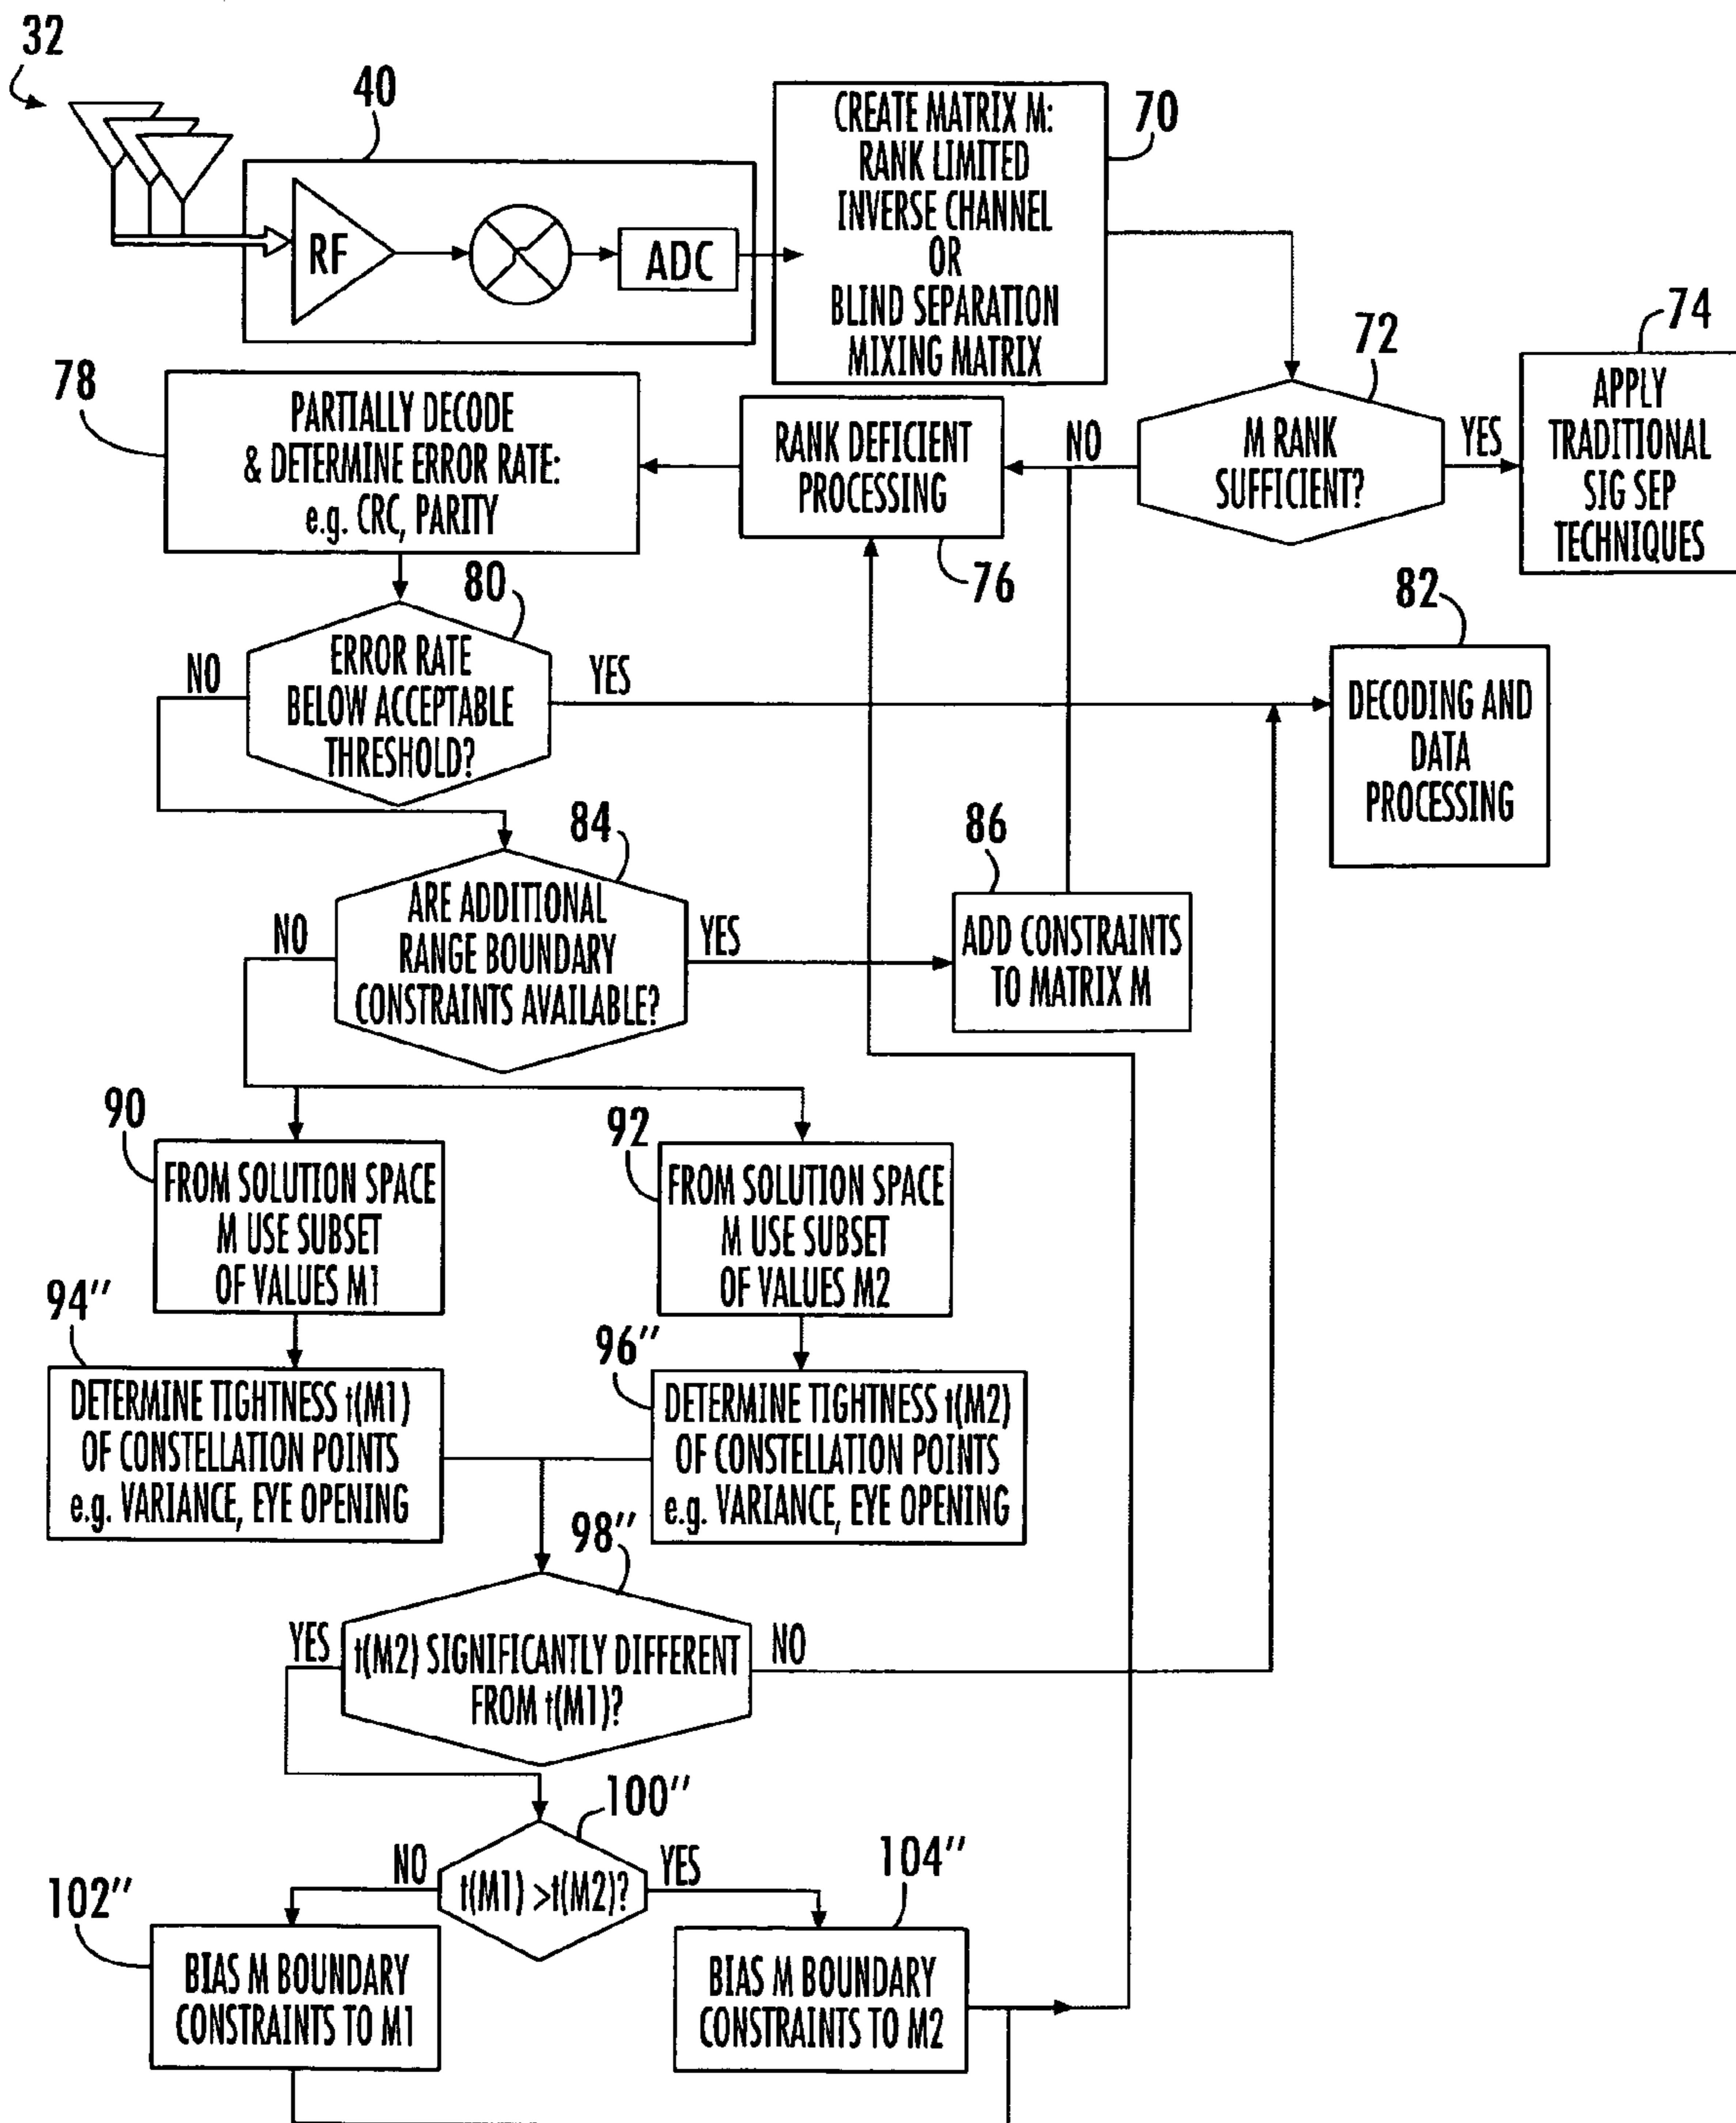 32
40
RF
ADC
CREATE MATRIX M:
RANK LIMITED
INVERSE CHANNEL
OR
BLIND SEPARATION
MIXING MATRIX
70
72
M RANK
SUFFICIENT?
NO
YES
74
APPLY
TRADITIONAL
SIG SEP
TECHNIQUES
RANK DEFICIENT
PROCESSING
76
78
PARTIALLY DECODE
& DETERMINE ERROR RATE:
e.g. CRC, PARITY
80
ERROR RATE
BELOW ACCEPTABLE
THRESHOLD?
NO
YES
82
DECODING AND
DATA
PROCESSING
84
ARE ADDITIONAL
RANGE BOUNDARY
CONSTRAINTS AVAILABLE?
NO
YES
86
ADD CONSTRAINTS
TO MATRIX M
90
FROM SOLUTION SPACE
M USE SUBSET
OF VALUES M1
92
FROM SOLUTION SPACE
M USE SUBSET
OF VALUES M2
94"
DETERMINE TIGHTNESS t(M1)
OF CONSTELLATION POINTS
e.g. VARIANCE, EYE OPENING
96"
DETERMINE TIGHTNESS t(M2)
OF CONSTELLATION POINTS
e.g. VARIANCE, EYE OPENING
98"
t(M2) SIGNIFICANTLY DIFFERENT
FROM t(M1)?
YES
NO
100"
t(M1) >t(M2)?
NO
YES
102"
BIAS M BOUNDARY
CONSTRAINTS TO M1
104"
BIAS M BOUNDARY
CONSTRAINTS TO M2